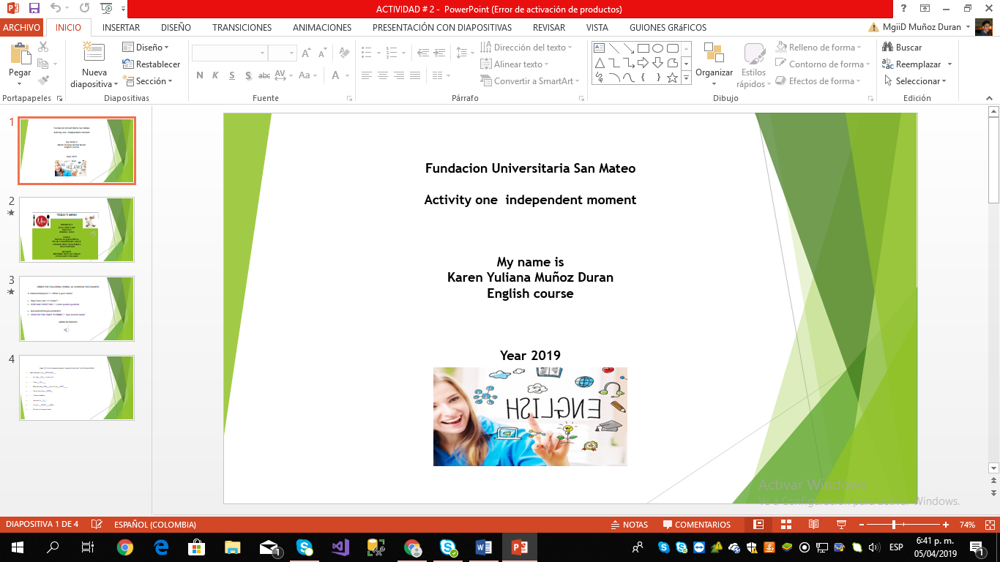 ACTIVIDAD # 2 - PowerPoint (Error de activación de productos)
ARCHIVO INICIO INSERTAR DISEÑO TRANSICIONES ANIMACIONES PRESENTACIÓN CON DIAPOSITIVAS REVISAR VISTA GUIONES GRáFICOS MgiiD Muñoz Duran
Pegar
Portapapeles
Nueva diapositiva
Diseño
Restablecer
Sección
Diapositivas
N K S S abc AV Aa A
Fuente
Dirección del texto
Alinear texto
Convertir a SmartArt
Párrafo
Organizar
Estilos rápidos
Relleno de forma
Contorno de forma
Efectos de forma
Dibujo
Buscar
Reemplazar
Seleccionar
Edición
1
2
TODAY'S MENU
3
4
Fundacion Universitaria San Mateo
Activity one independent moment
My name is
Karen Yuliana Muñoz Duran
English course
Year 2019
ENGLISH
Activar Windows
Ve a Configuración para activar Windows.
DIAPOSITIVA 1 DE 4 ESPAÑOL (COLOMBIA) NOTAS COMENTARIOS 74%
ESP
6:41 p. m.
05/04/2019